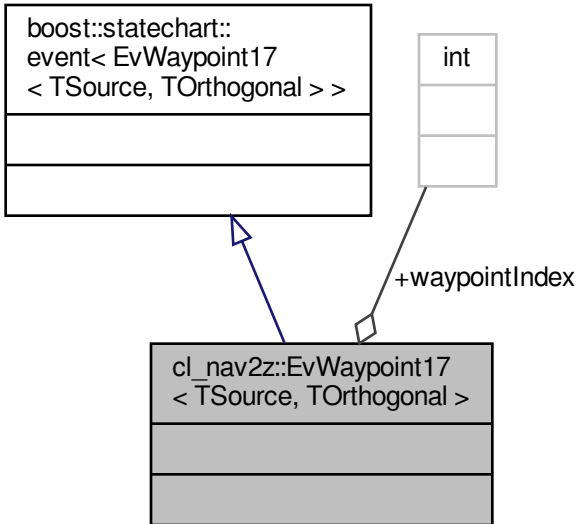 boost::statechart::
event< EvWaypoint17
< TSource, TOrthogonal > >
int
+waypointIndex
cl_nav2z::EvWaypoint17
< TSource, TOrthogonal >